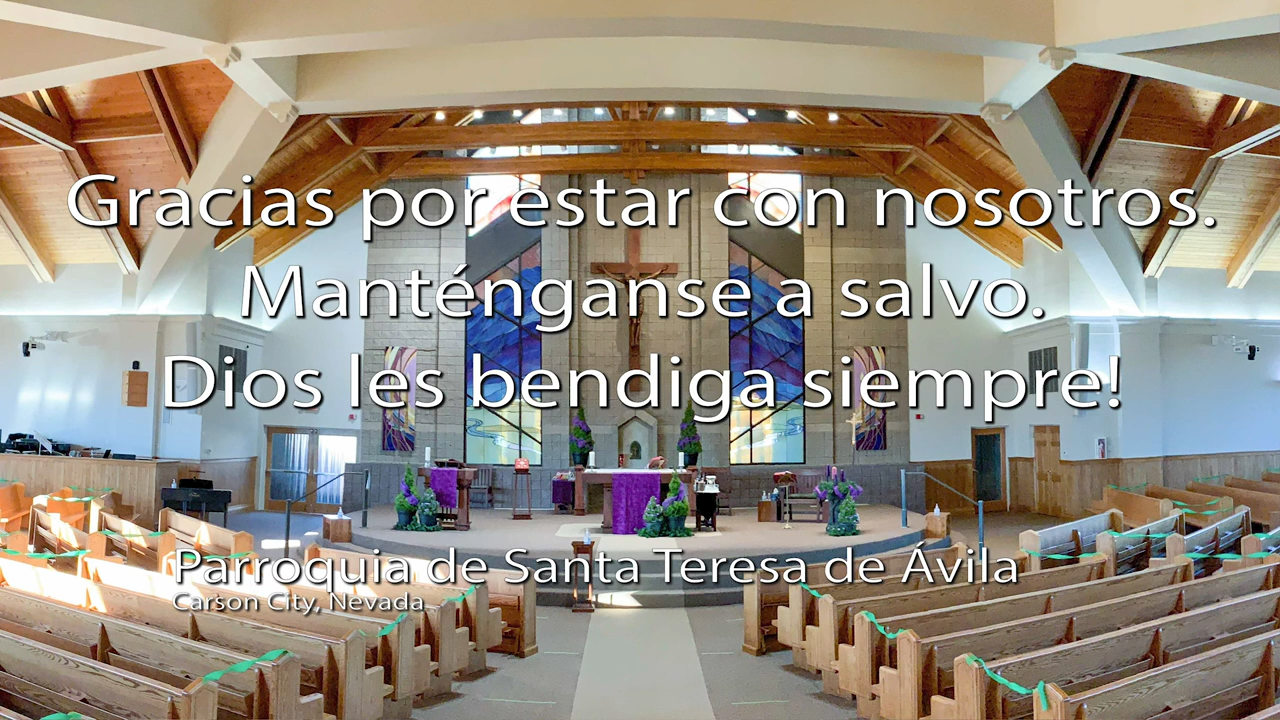 Gracias por estar con nosotros.
Manténganse a salvo.
Dios les bendiga siempre!
Parroquia de Santa Teresa de Ávila
Carson City, Nevada